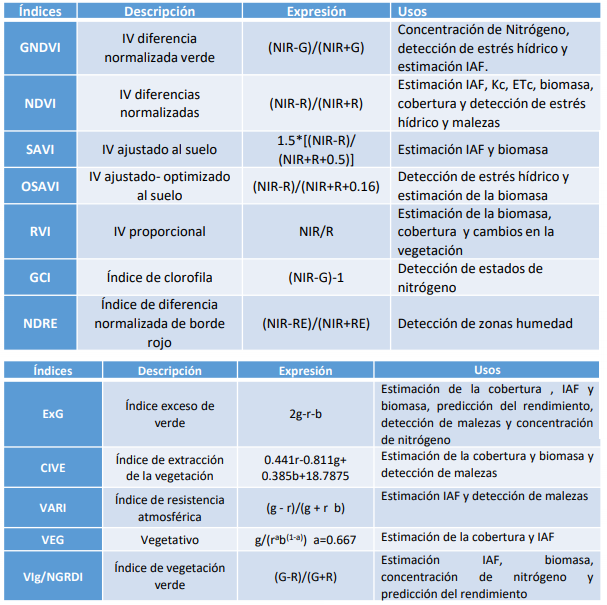 Índices Descripción Expresión Usos
GNDVI IV diferencia normalizada verde (NIR-G)/(NIR+G) Concentración de Nitrógeno, detección de estrés hídrico y estimación IAF.
NDVI IV diferencias normalizadas (NIR-R)/(NIR+R) Estimación IAF, Kc, ETc, biomasa, cobertura y detección de estrés hídrico y malezas
SAVI IV ajustado al suelo 1.5*[(NIR-R)/(NIR+R+0.5)] Estimación IAF y biomasa
OSAVI IV ajustado- optimizado al suelo (NIR-R)/(NIR+R+0.16) Detección de estrés hídrico y estimación de la biomasa
RVI IV proporcional NIR/R Estimación de la biomasa, cobertura y cambios en la vegetación
GCI Índice de clorofila (NIR-G)-1 Detección de estados de nitrógeno
NDRE Índice de diferencia normalizada de borde rojo (NIR-RE)/(NIR+RE) Detección de zonas humedad
Índices Descripción Expresión Usos
ExG Índice exceso de verde 2g-r-b Estimación de la cobertura , IAF y biomasa, predicción del rendimiento, detección de malezas y concentración de nitrógeno
CIVE Índice de extracción de la vegetación 0.441r-0.811g+ 0.385b+18.7875 Estimación de la cobertura y biomasa y detección de malezas
VARI Índice de resistencia atmosférica (g - r)/(g + r b) Estimación IAF y detección de malezas
VEG Vegetativo g/(rᵃb⁽¹⁻ᵃ⁾) a=0.667 Estimación de la cobertura y IAF
VIg/NGRDI Índice de vegetación verde (G-R)/(G+R) Estimación IAF, biomasa, concentración de nitrógeno y predicción del rendimiento